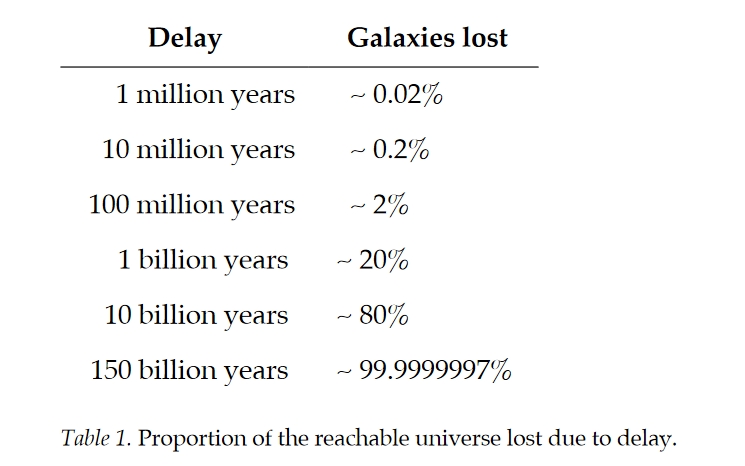 Delay Galaxies lost
1 million years ~ 0.02%
10 million years ~ 0.2%
100 million years ~ 2%
1 billion years ~ 20%
10 billion years ~ 80%
150 billion years ~ 99.9999997%
Table 1. Proportion of the reachable universe lost due to delay.